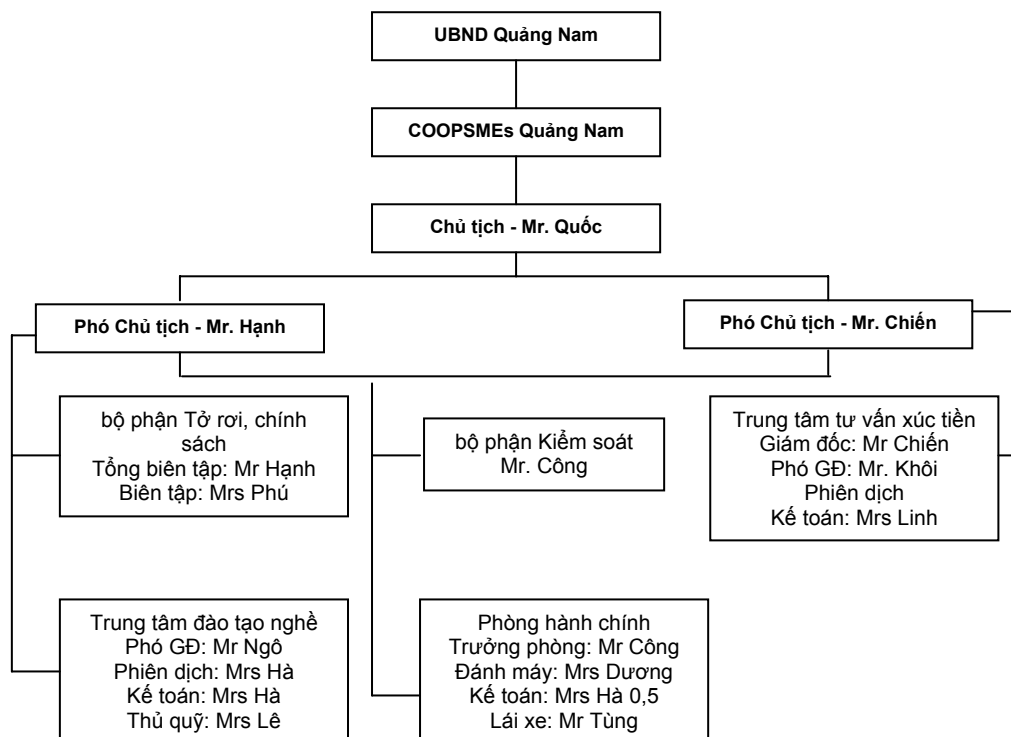 UBND Quảng Nam
COOPSMEs Quảng Nam
Chủ tịch - Mr. Quốc
Phó Chủ tịch - Mr. Hạnh
Phó Chủ tịch - Mr. Chiến
bộ phận Tở rơi, chính
sách
Tổng biên tập: Mr Hạnh
Biên tập: Mrs Phú
bộ phận Kiểm soát
Mr. Công
Trung tâm tư vấn xúc tiền
Giám đốc: Mr Chiến
Phó GĐ: Mr. Khôi
Phiên dịch
Kế toán: Mrs Linh
Trung tâm đào tạo nghề
Phó GĐ: Mr Ngô
Phiên dịch: Mrs Hà
Kế toán: Mrs Hà
Thủ quỹ: Mrs Lê
Phòng hành chính
Trưởng phòng: Mr Công
Đánh máy: Mrs Dương
Kế toán: Mrs Hà 0,5
Lái xe: Mr Tùng